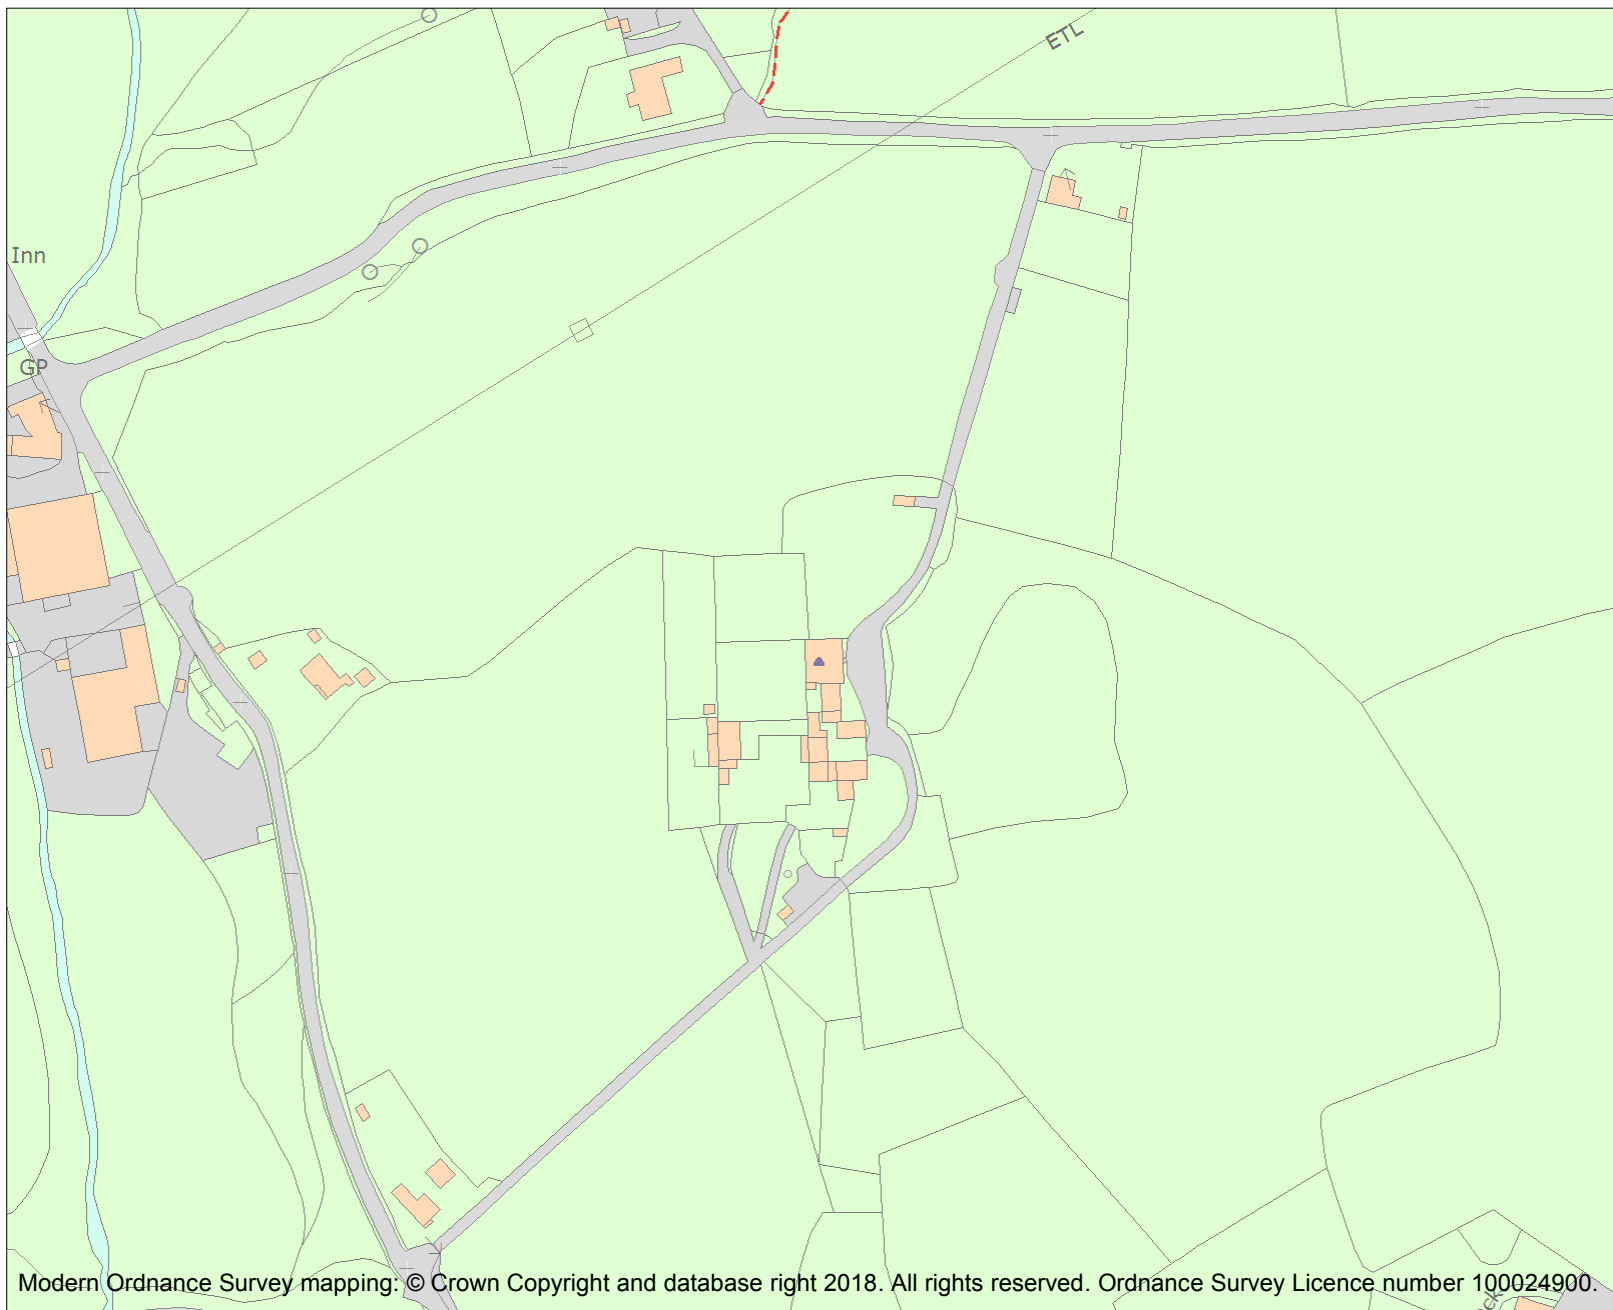 ETL
Inn
GP
Modern Ordnance Survey mapping: © Crown Copyright and database right 2018. All rights reserved. Ordnance Survey Licence number 100024900.